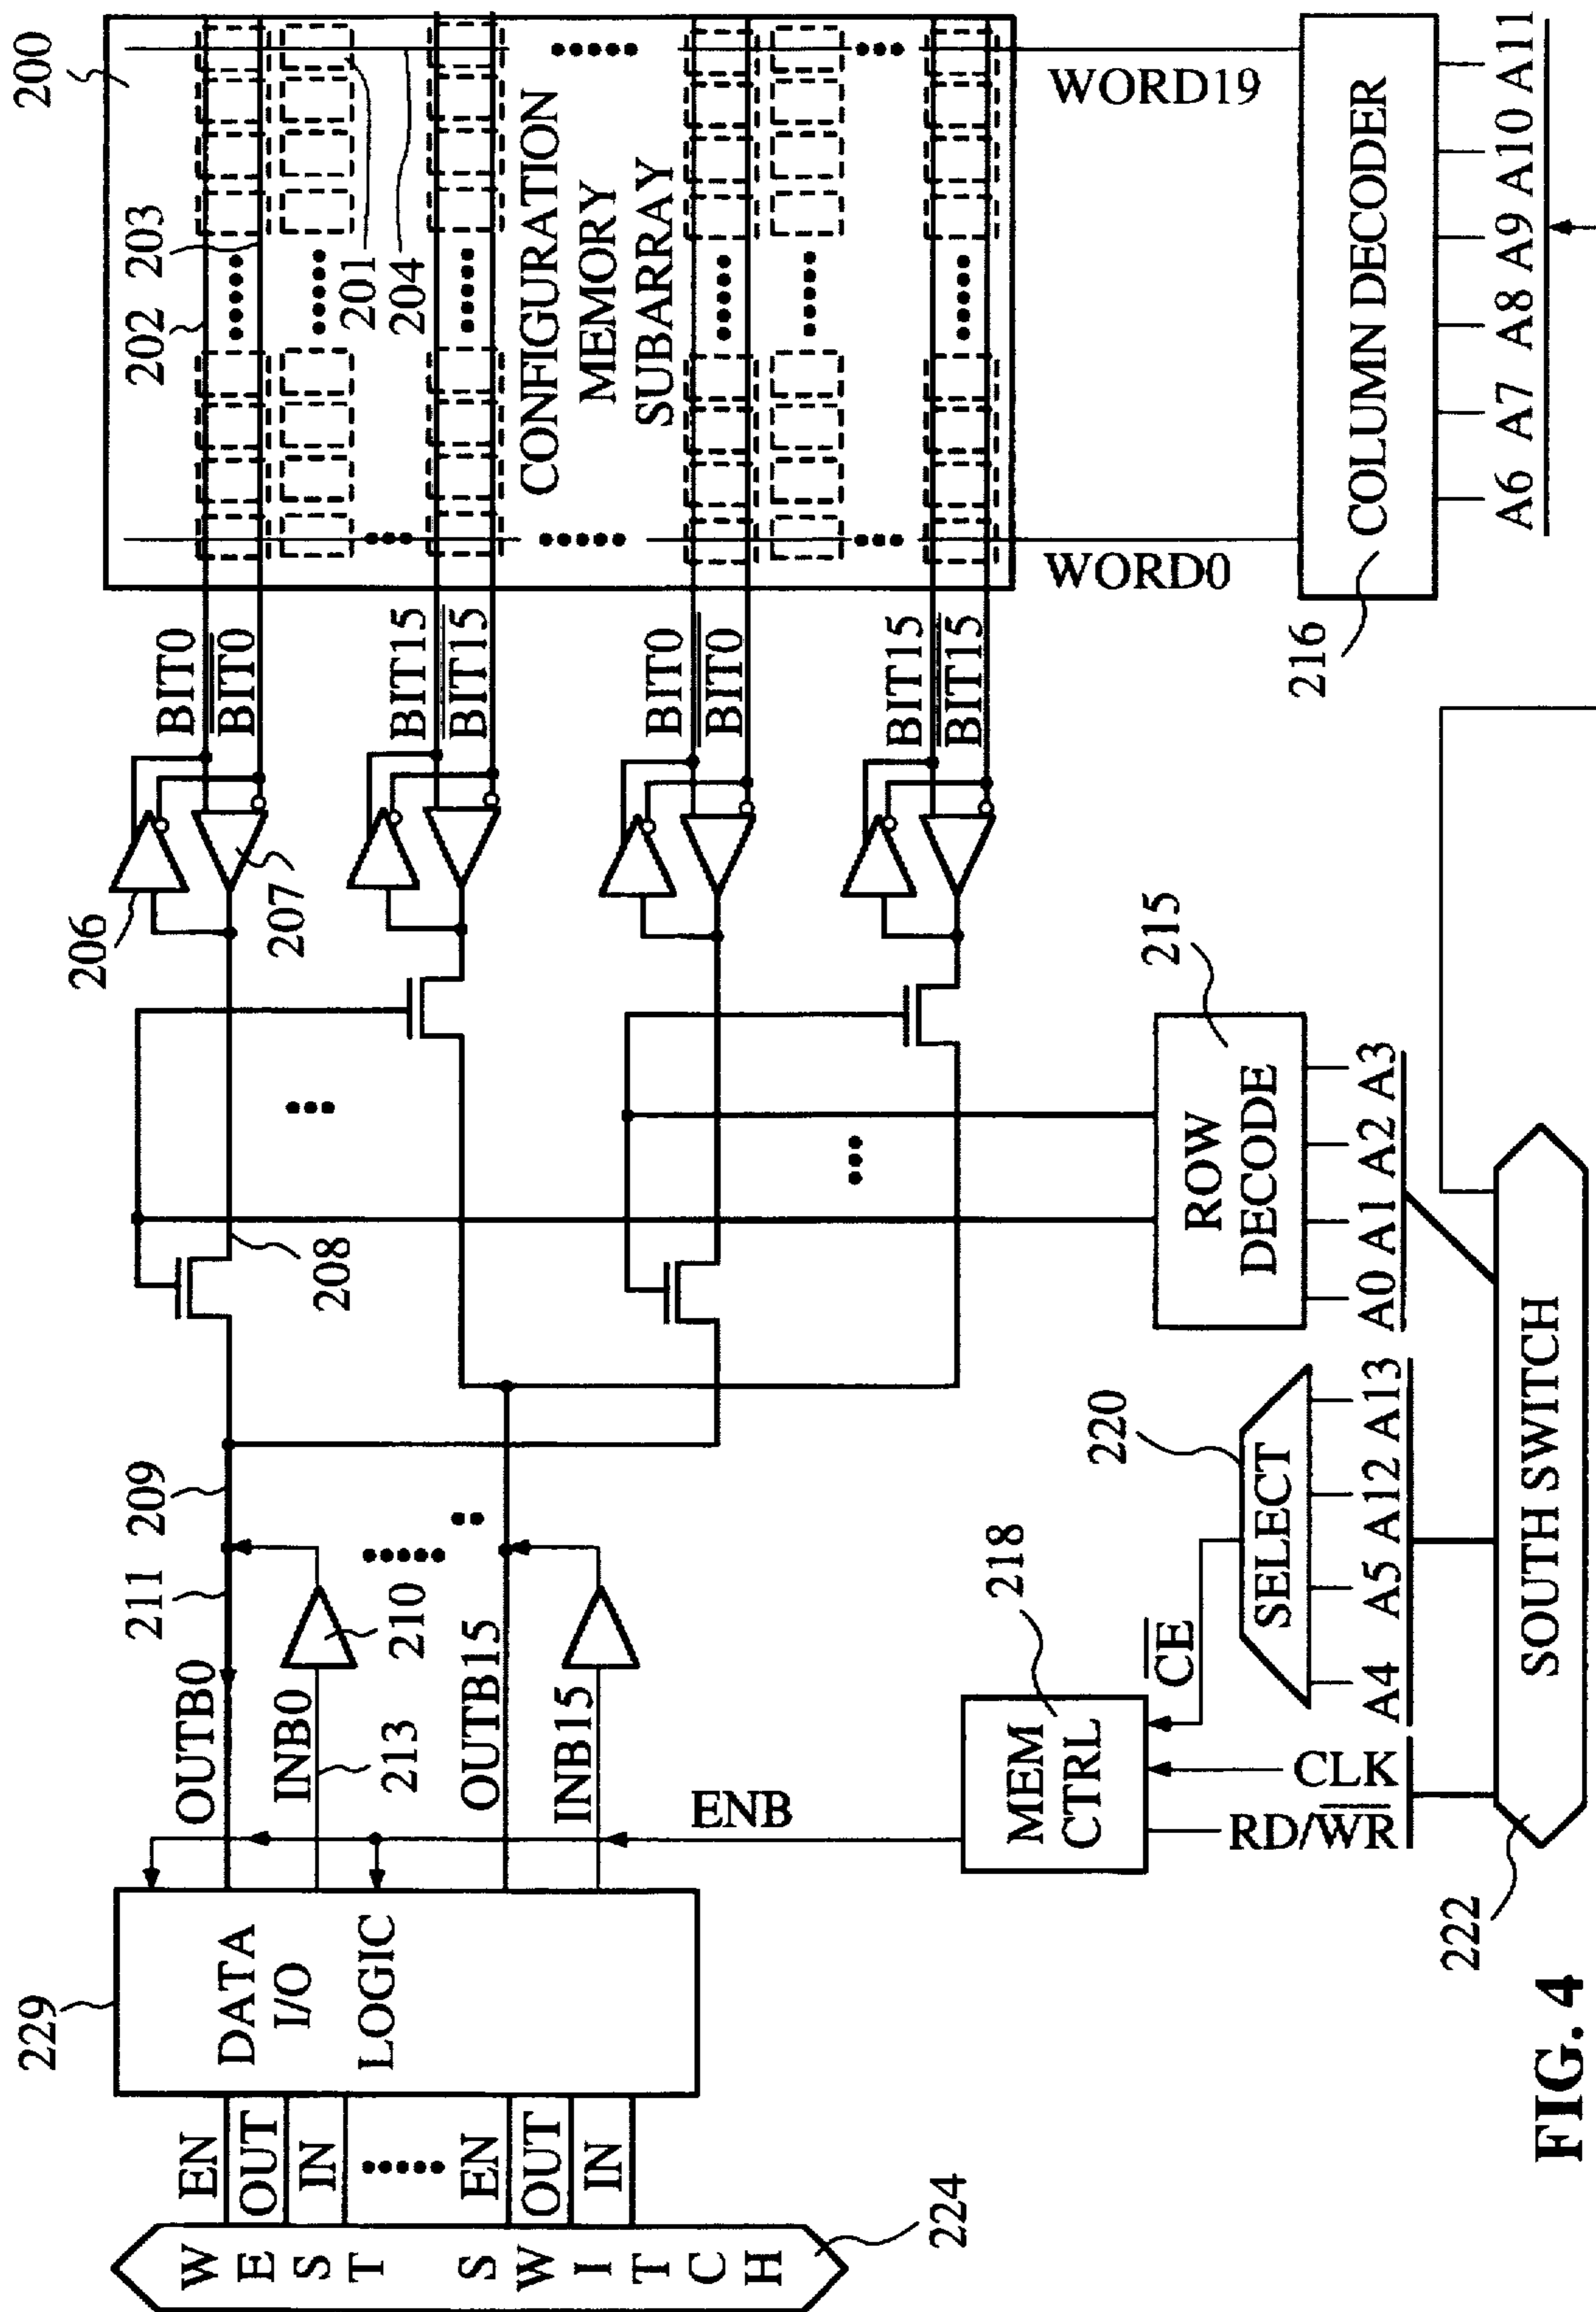 200
202
203
201
204
CONFIGURATION
MEMORY
SUBARRAY
WORD0
WORD19
COLUMN DECODER
216
A6 A7 A8 A9 A10 A11
BIT0
BIT0
BIT15
BIT15
BIT0
BIT0
BIT15
BIT15
206
207
208
209
211
OUTB0
INB0
210
213
OUTB15
INB15
ENB
215
ROW
DECODE
A0 A1 A2 A3
220
SELECT
A4 A5 A12 A13
CE
218
MEM
CTRL
CLK
RD/WR
SOUTH SWITCH
222
229
DATA
I/O
LOGIC
EN
OUT
IN
EN
OUT
IN
WEST SWITCH
224
FIG. 4